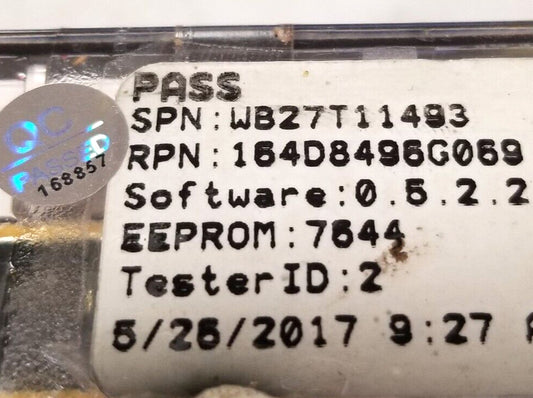 PASS
SPN:WB27T11493
RPN:164D8496G069
Software:0.5.2.2
EEPROM:7644
TesterID:2
5/25/2017 9:27
QC
PASSED
168857